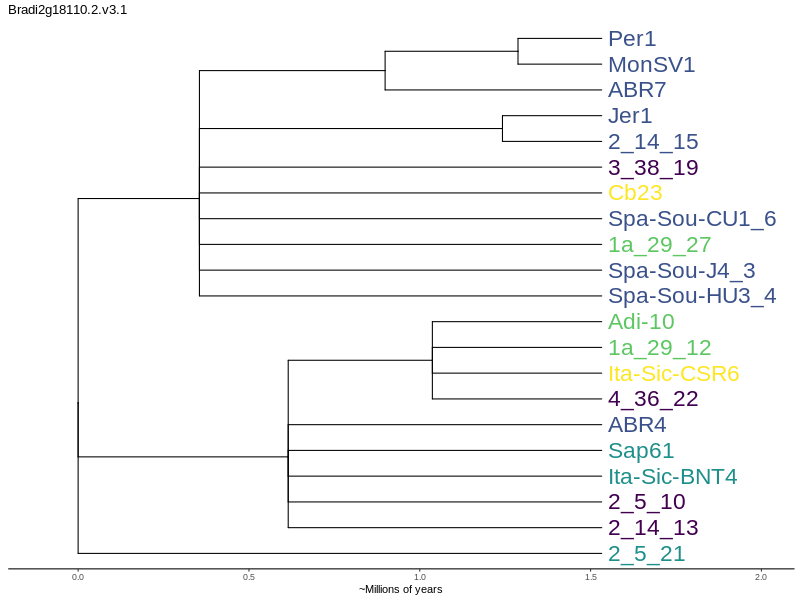 Bradi2g18110.2.v3.1
Per1
MonSV1
ABR7
Jer1
2_14_15
3_38_19
Cb23
Spa-Sou-CU1_6
1a_29_27
Spa-Sou-J4_3
Spa-Sou-HU3_4
Adi-10
1a_29_12
Ita-Sic-CSR6
4_36_22
ABR4
Sap61
Ita-Sic-BNT4
2_5_10
2_14_13
2_5_21
0.0 0.5 1.0 1.5 2.0
~Millions of years